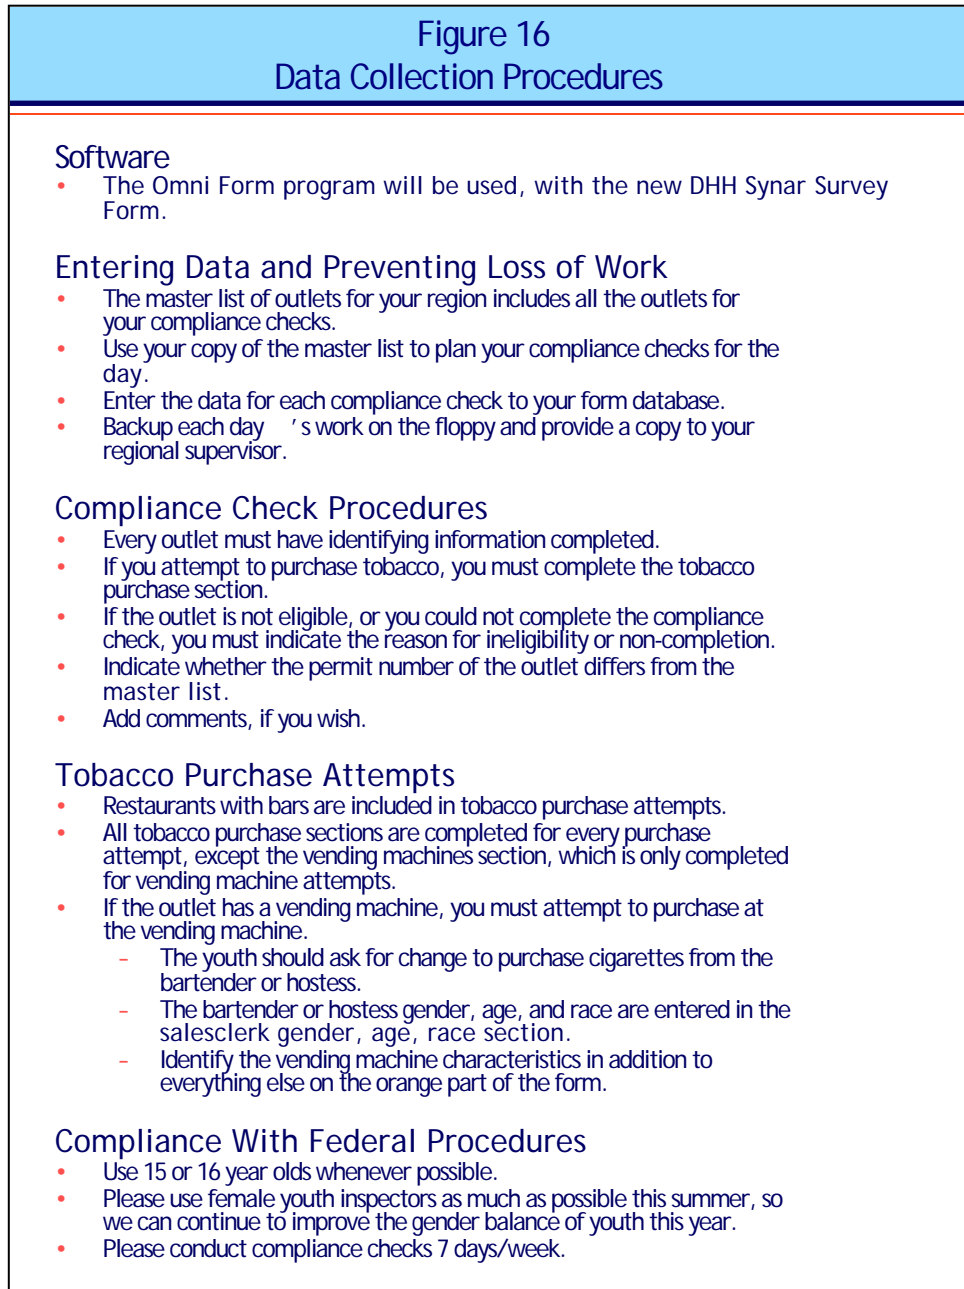 Figure 16
Data Collection Procedures
Software
• The Omni Form program will be used, with the new DHH Synar Survey
Form.
Entering Data and Preventing Loss of Work
• The master list of outlets for your region includes all the outlets for
your compliance checks.
• Use your copy of the master list to plan your compliance checks for the
day.
• Enter the data for each compliance check to your form database.
• Backup each day 's work on the floppy and provide a copy to your
regional supervisor.
Compliance Check Procedures
• Every outlet must have identifying information completed.
• If you attempt to purchase tobacco, you must complete the tobacco
purchase section.
• If the outlet is not eligible, or you could not complete the compliance
check, you must indicate the reason for ineligibility or non-completion.
• Indicate whether the permit number of the outlet differs from the
master list.
• Add comments, if you wish.
Tobacco Purchase Attempts
• Restaurants with bars are included in tobacco purchase attempts.
• All tobacco purchase sections are completed for every purchase
attempt, except the vending machines section, which is only completed
for vending machine attempts.
• If the outlet has a vending machine, you must attempt to purchase at
the vending machine.
– The youth should ask for change to purchase cigarettes from the
bartender or hostess.
– The bartender or hostess gender, age, and race are entered in the
salesclerk gender, age, race section.
– Identify the vending machine characteristics in addition to
everything else on the orange part of the form.
Compliance With Federal Procedures
• Use 15 or 16 year olds whenever possible.
• Please use female youth inspectors as much as possible this summer, so
we can continue to improve the gender balance of youth this year.
• Please conduct compliance checks 7 days/week.